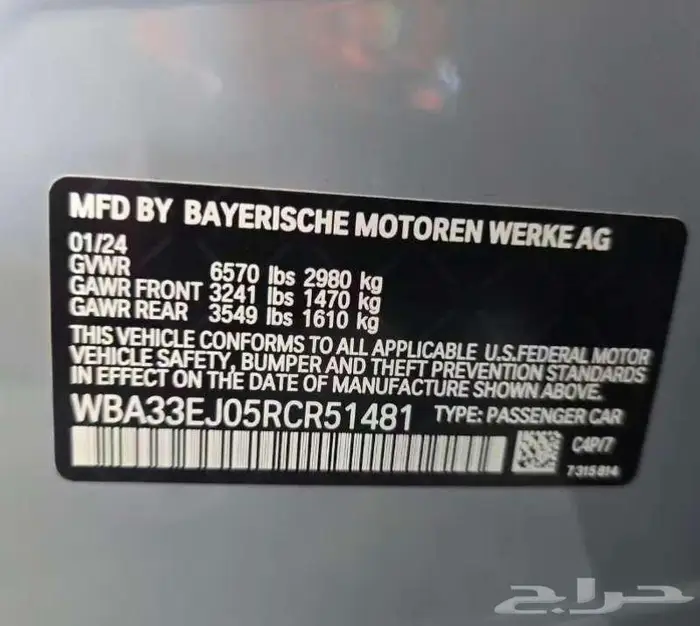 MFD BY BAYERISCHE MOTOREN WERKE AG
01/24
GVWR 6570 lbs 2980 kg
GAWR FRONT 3241 lbs 1470 kg
GAWR REAR 3549 lbs 1610 kg
THIS VEHICLE CONFORMS TO ALL APPLICABLE U.S.FEDERAL MOTOR
VEHICLE SAFETY, BUMPER AND THEFT PREVENTION STANDARDS
IN EFFECT ON THE DATE OF MANUFACTURE SHOWN ABOVE.
WBA33EJ05RCR51481 TYPE: PASSENGER CAR
C4P/7
7315814
حراج